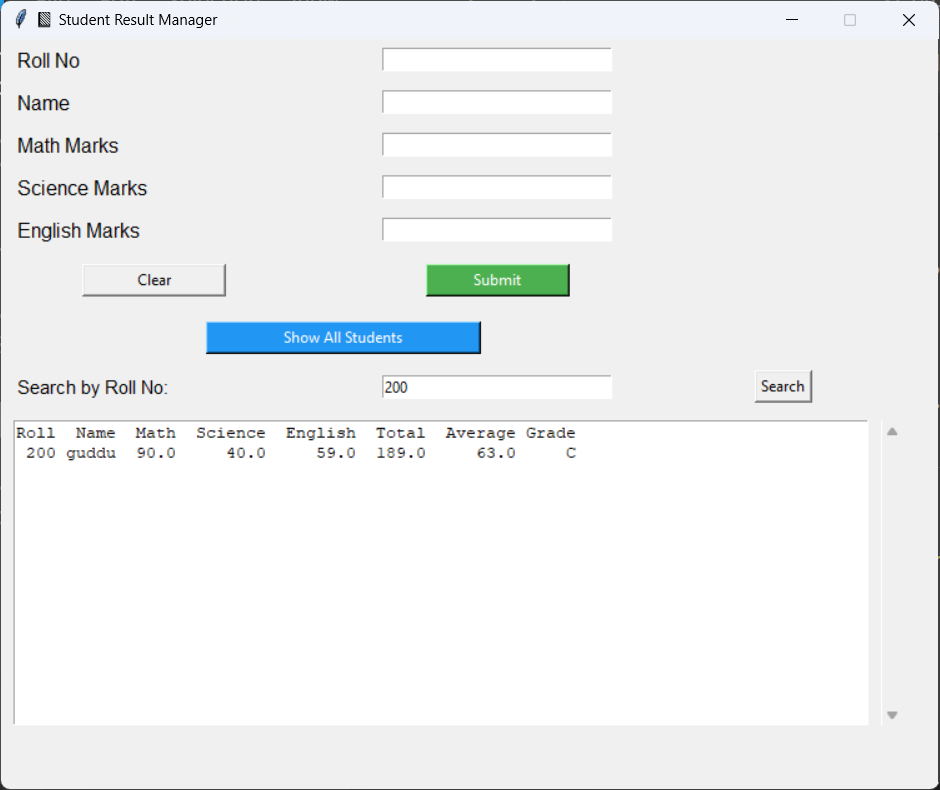 Student Result Manager
Roll No
Name
Math Marks
Science Marks
English Marks
Clear Submit
Show All Students
Search by Roll No: 200 Search
Roll  Name  Math  Science  English  Total  Average Grade
 200 guddu  90.0     40.0     59.0  189.0     63.0     C